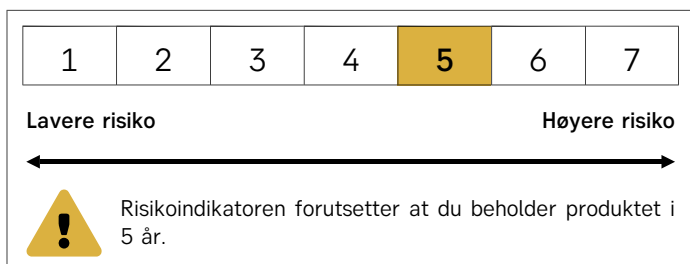 1 2 3 4 5 6 7
Lavere risiko Høyere risiko
Risikoindikatoren forutsetter at du beholder produktet i
5 år.